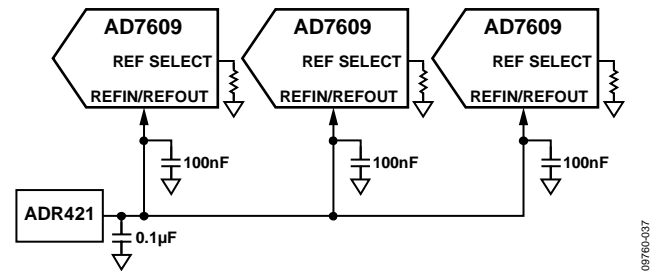 AD7609 AD7609 AD7609
REF SELECT REF SELECT REF SELECT
REFIN/REFOUT REFIN/REFOUT REFIN/REFOUT
100nF 100nF 100nF
ADR421
0.1µF
09760-037